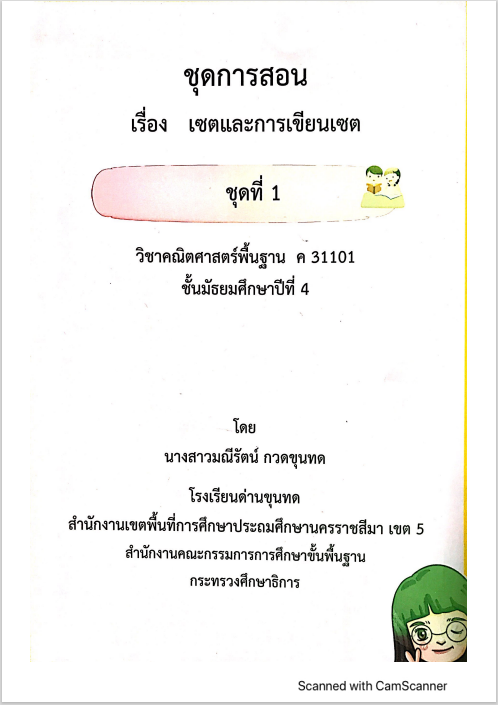 ชุดการสอน
เรื่อง เซตและการเขียนเซต
ชุดที่ 1
วิชาคณิตศาสตร์พื้นฐาน ค 31101
ชั้นมัธยมศึกษาปีที่ 4
โดย
นางสาวมณีรัตน์ กวดขุนทด
โรงเรียนด่านขุนทด
สำนักงานเขตพื้นที่การศึกษาประถมศึกษานครราชสีมา เขต 5
สำนักงานคณะกรรมการการศึกษาขั้นพื้นฐาน
กระทรวงศึกษาธิการ
Scanned with CamScanner